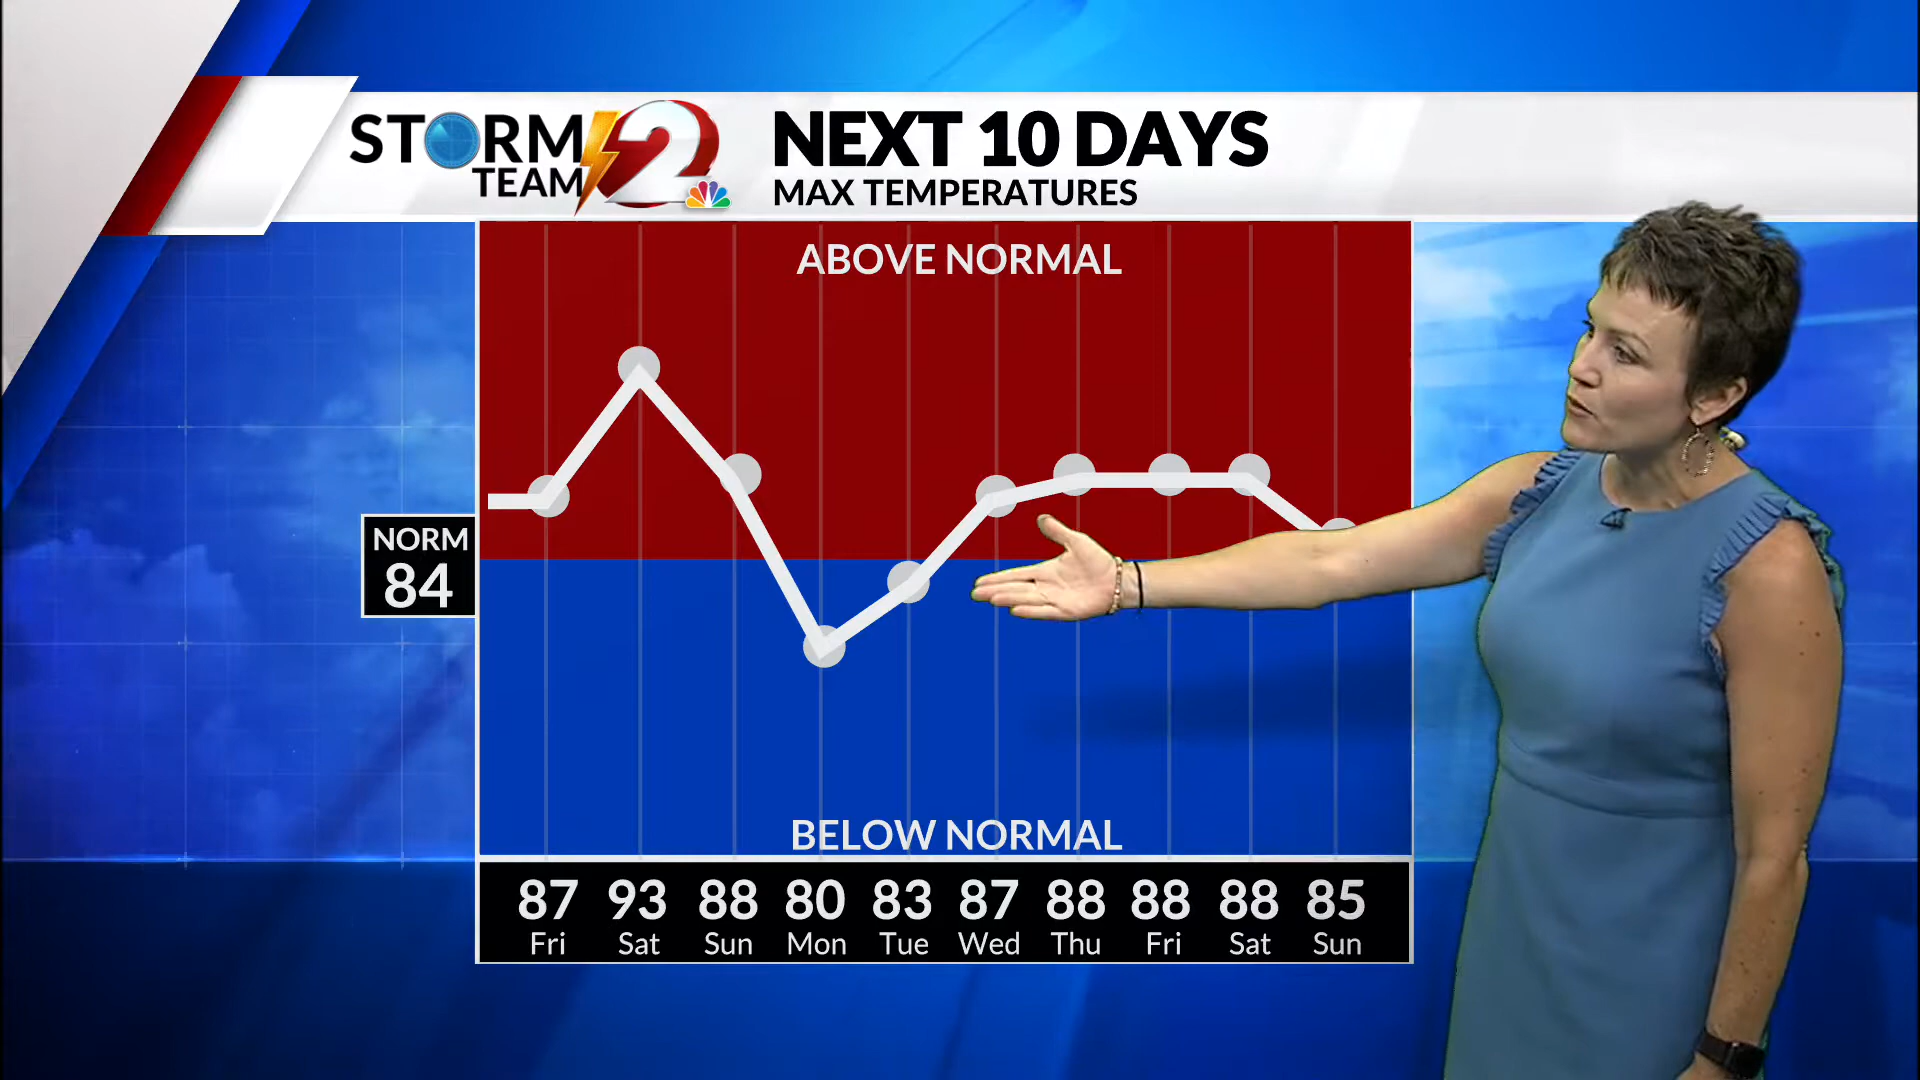 STORM
TEAM
2
NEXT 10 DAYS
MAX TEMPERATURES
ABOVE NORMAL
NORM
84
BELOW NORMAL
87 93 88 80 83 87 88 88 88 85
Fri Sat Sun Mon Tue Wed Thu Fri Sat Sun